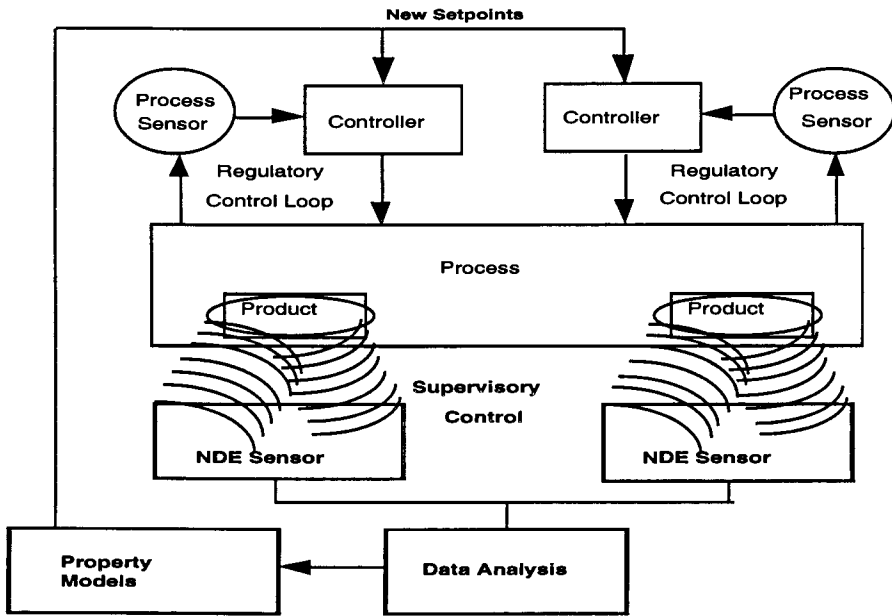 New Setpoints
Process
Sensor
Controller
Controller
Process
Sensor
Regulatory
Control Loop
Regulatory
Control Loop
Process
Product
Product
Supervisory
Control
NDE Sensor
NDE Sensor
Property
Models
Data Analysis